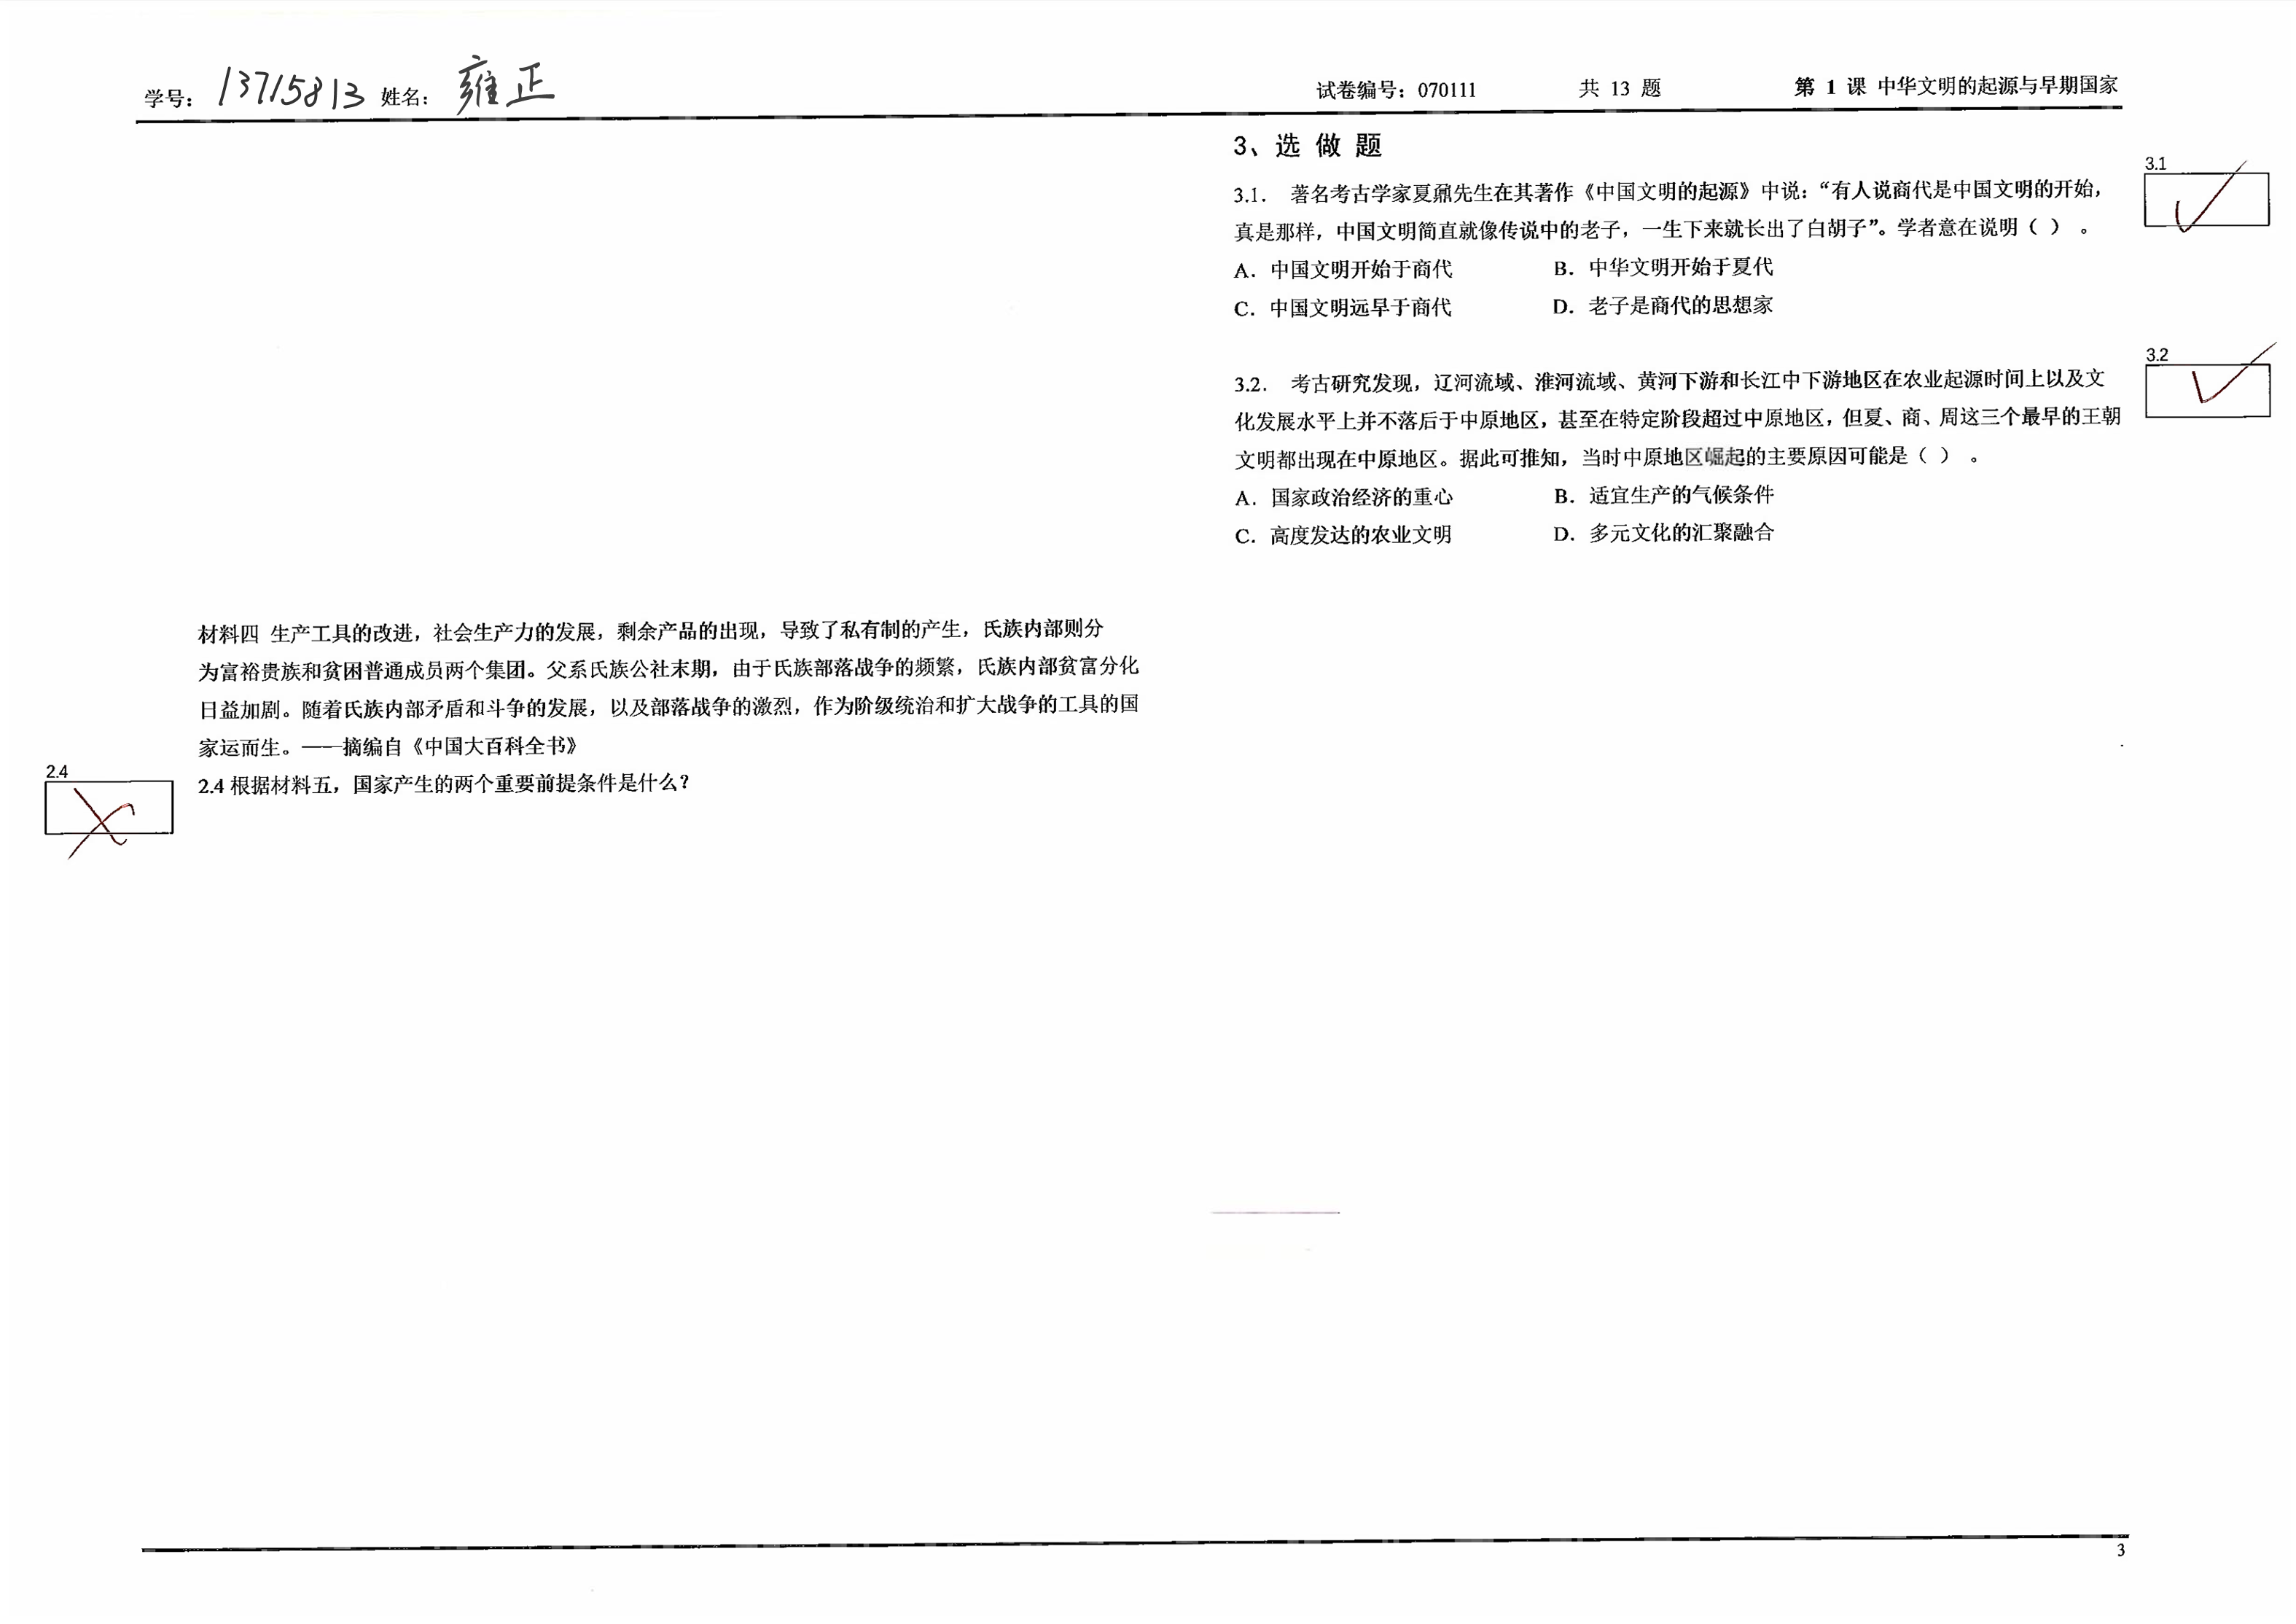 学号： 13715813 姓名： 雍正
试卷编号：070111 共 13 题 第 1 课 中华文明的起源与早期国家
材料四 生产工具的改进，社会生产力的发展，剩余产品的出现，导致了私有制的产生，氏族内部则分
为富裕贵族和贫困普通成员两个集团。父系氏族公社末期，由于氏族部落战争的频繁，氏族内部贫富分化
日益加剧。随着氏族内部矛盾和斗争的发展，以及部落战争的激烈，作为阶级统治和扩大战争的工具的国
家运而生。——摘编自《中国大百科全书》
2.4
2.4 根据材料五，国家产生的两个重要前提条件是什么？
3、选 做 题
3.1
3.1. 著名考古学家夏鼐先生在其著作《中国文明的起源》中说：“有人说商代是中国文明的开始，
真是那样，中国文明简直就像传说中的老子，一生下来就长出了白胡子”。学者意在说明（ ）。
A. 中国文明开始于商代 B. 中华文明开始于夏代
C. 中国文明远早于商代 D. 老子是商代的思想家
3.2
3.2. 考古研究发现，辽河流域、淮河流域、黄河下游和长江中下游地区在农业起源时间上以及文
化发展水平上并不落后于中原地区，甚至在特定阶段超过中原地区，但夏、商、周这三个最早的王朝
文明都出现在中原地区。据此可推知，当时中原地区崛起的主要原因可能是（ ）。
A. 国家政治经济的重心 B. 适宜生产的气候条件
C. 高度发达的农业文明 D. 多元文化的汇聚融合
3